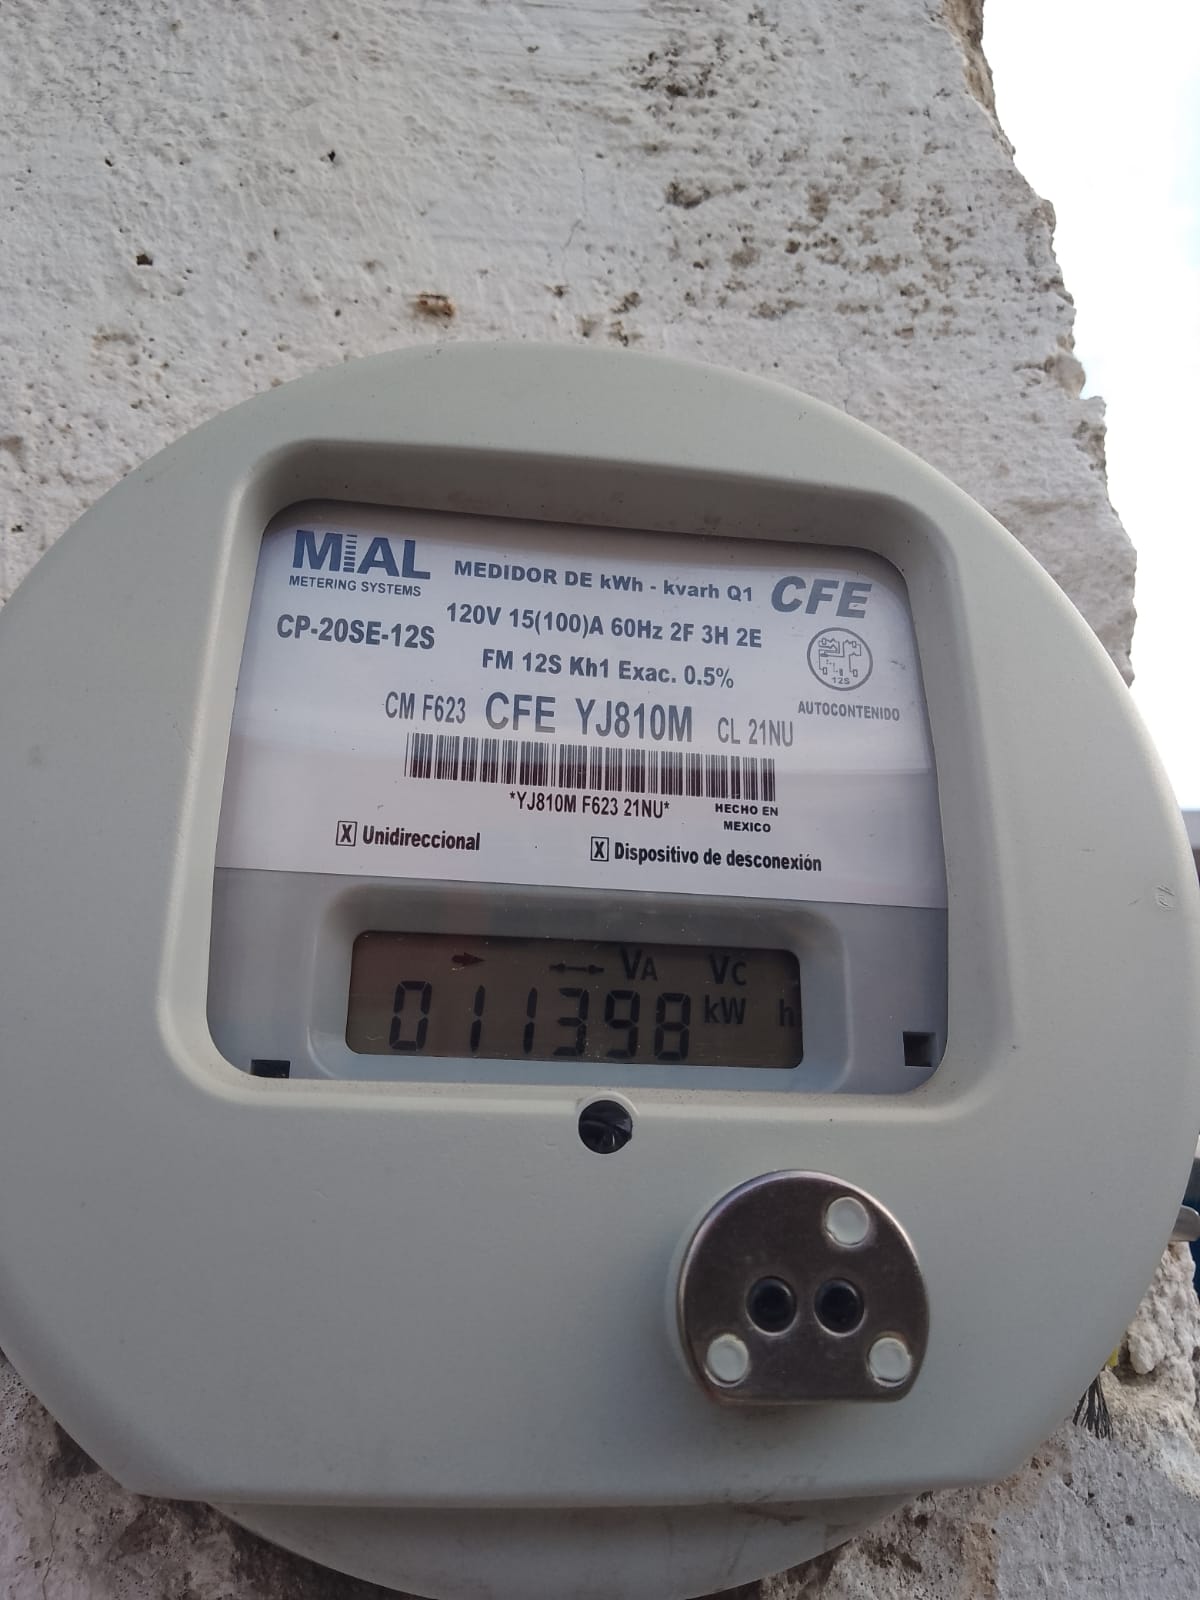 MIAL
METERING SYSTEMS
MEDIDOR DE kWh - kvarh Q1
CFE
CP-20SE-12S
120V 15(100)A 60Hz 2F 3H 2E
FM 12S Kh1 Exac. 0.5%
12S
AUTOCONTENIDO
CM F623 CFE YJ810M CL 21NU
*YJ810M F623 21NU*
HECHO EN
MEXICO
X Unidireccional
X Dispositivo de desconexión
VA VC
011398 kW h